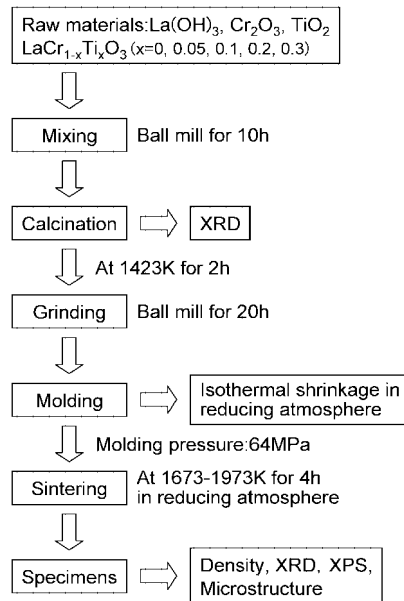 Raw materials:La(OH)3, Cr2O3, TiO2
LaCr1-xTixO3(x=0, 0.05, 0.1, 0.2, 0.3)
Mixing
Ball mill for 10h
Calcination
XRD
At 1423K for 2h
Grinding
Ball mill for 20h
Molding
Isothermal shrinkage in
reducing atmosphere
Molding pressure:64MPa
Sintering
At 1673-1973K for 4h
in reducing atmosphere
Specimens
Density, XRD, XPS,
Microstructure